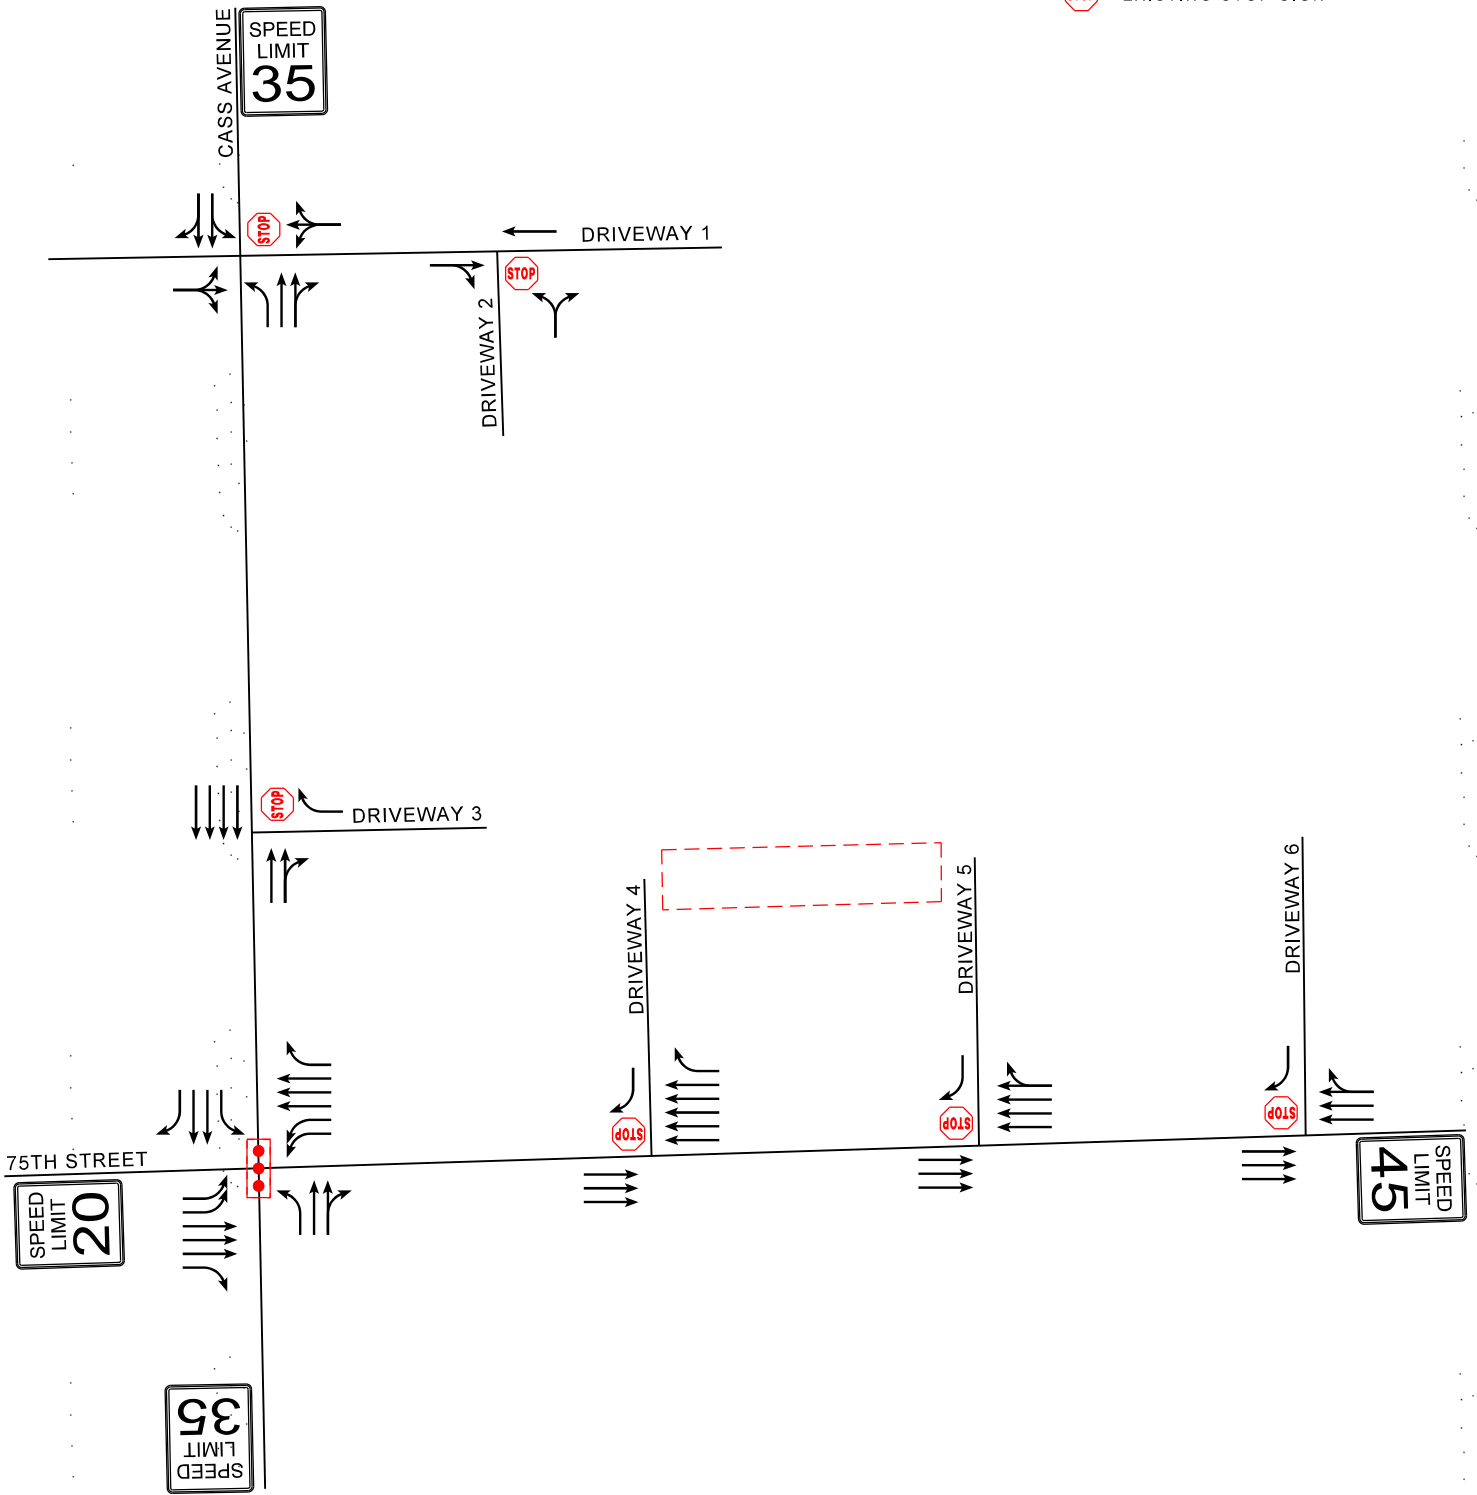 CASS AVENUE
SPEED
LIMIT
35
STOP
DRIVEWAY 1
STOP
DRIVEWAY 2
STOP
DRIVEWAY 3
DRIVEWAY 4
DRIVEWAY 5
DRIVEWAY 6
STOP
STOP
STOP
75TH STREET
SPEED
LIMIT
20
SPEED
LIMIT
45
SPEED
LIMIT
35